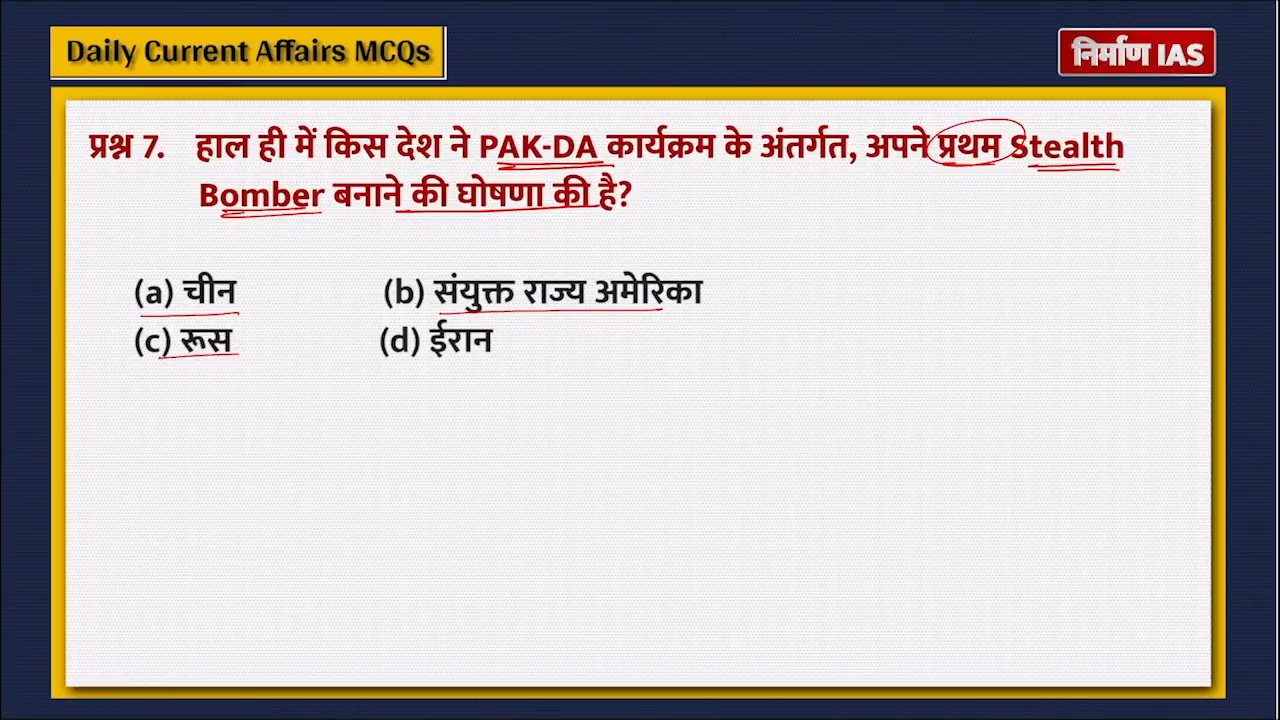 Daily Current Affairs MCQs
निर्माण IAS
प्रश्न 7. हाल ही में किस देश ने PAK-DA कार्यक्रम के अंतर्गत, अपने प्रथम Stealth
Bomber बनाने की घोषणा की है?
(a) चीन (b) संयुक्त राज्य अमेरिका
(c) रूस (d) ईरान